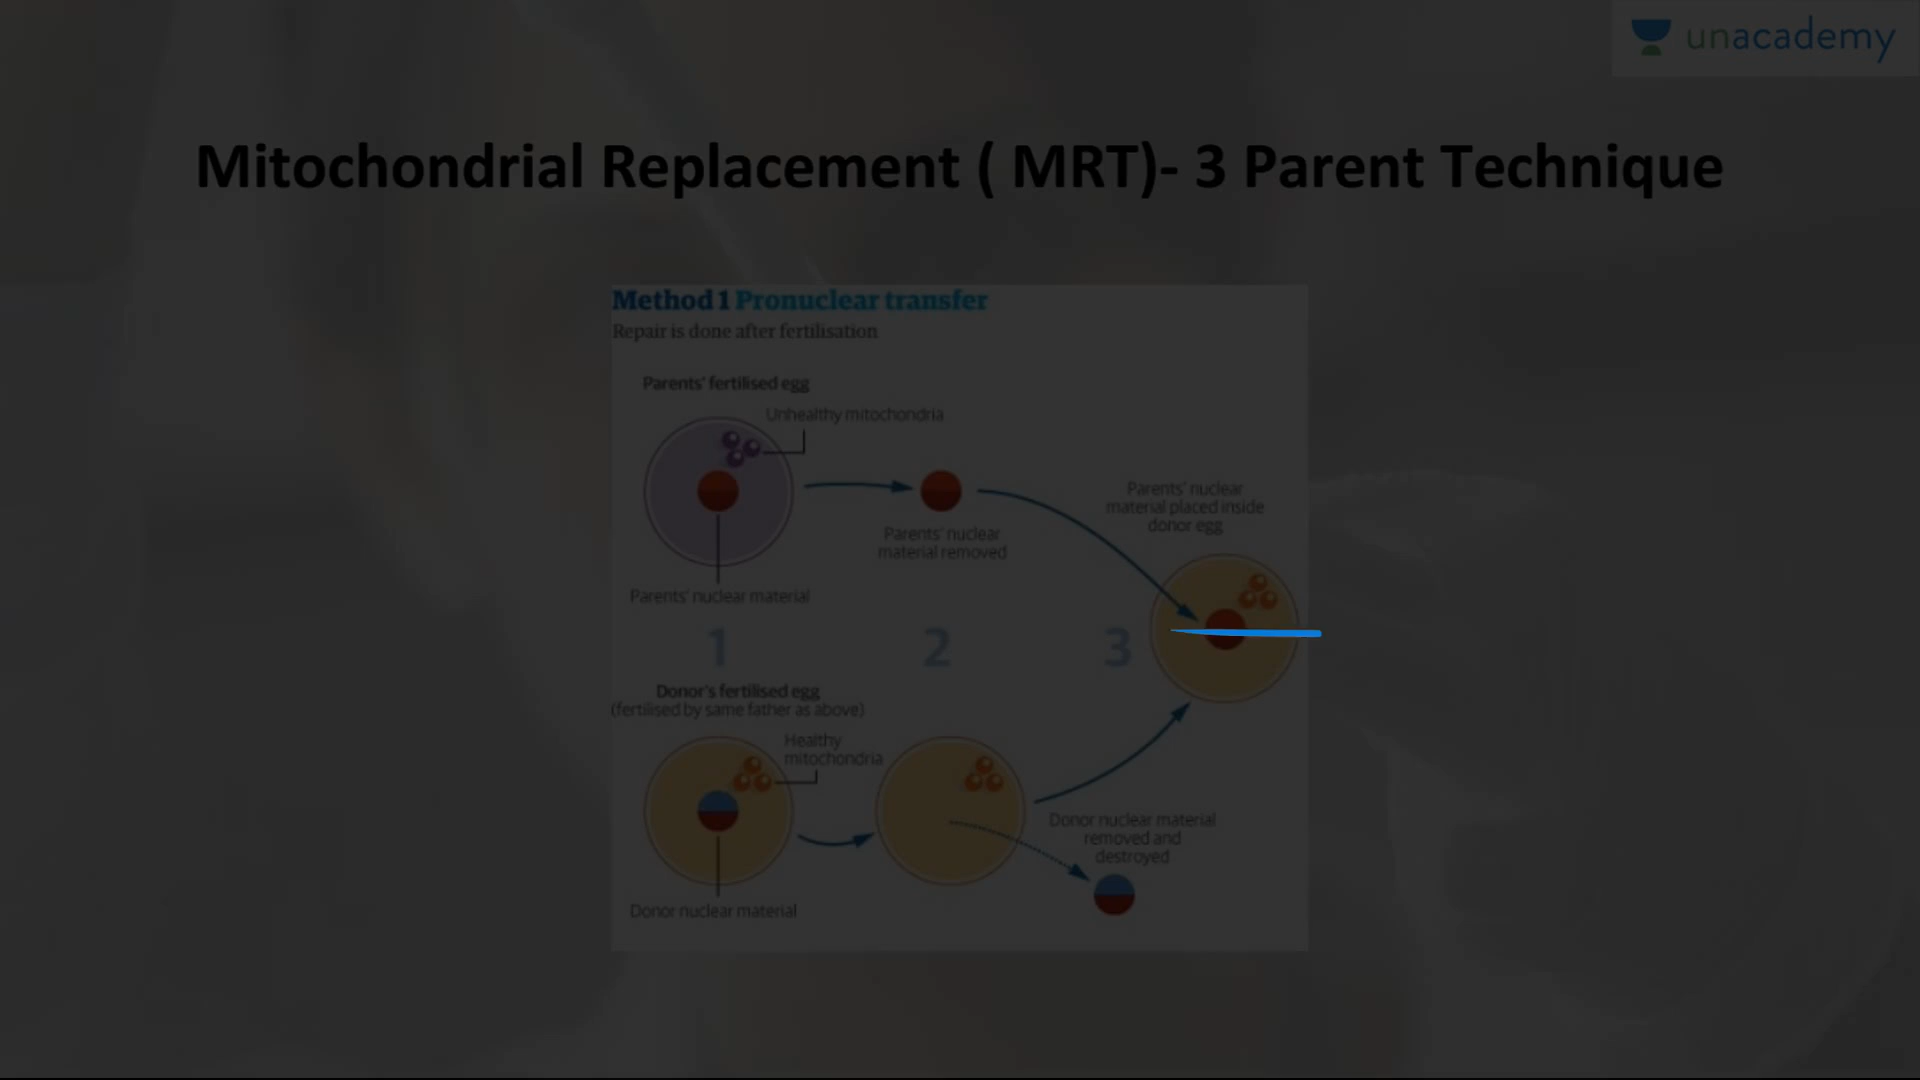 unacademy
Mitochondrial Replacement ( MRT)- 3 Parent Technique
Method 1 Pronuclear transfer
Repair is done after fertilisation
Parents' fertilised egg
Unhealthy mitochondria
Parents' nuclear
material removed
Parents' nuclear
material placed inside
donor egg
Parents' nuclear material
1
2
3
Donor's fertilised egg
(fertilised by same father as above)
Healthy
mitochondria
Donor nuclear material
removed and
destroyed
Donor nuclear material